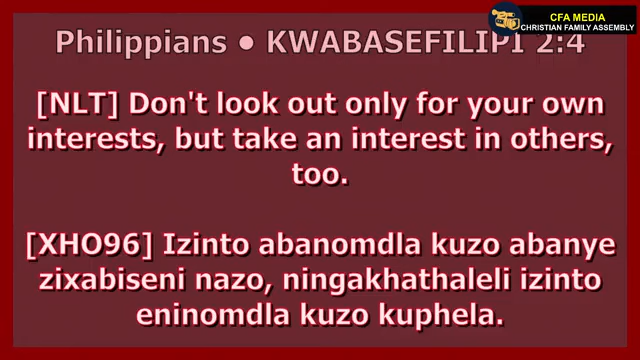 CFA MEDIA
CHRISTIAN FAMILY ASSEMBLY
Philippians ● KWABASEFILIPI 2:4
[NLT] Don't look out only for your own
interests, but take an interest in others,
too.
[XHO96] Izinto abanomdla kuzo abanye
zixabiseni nazo, ningakhathaleli izinto
eninomdla kuzo kuphela.